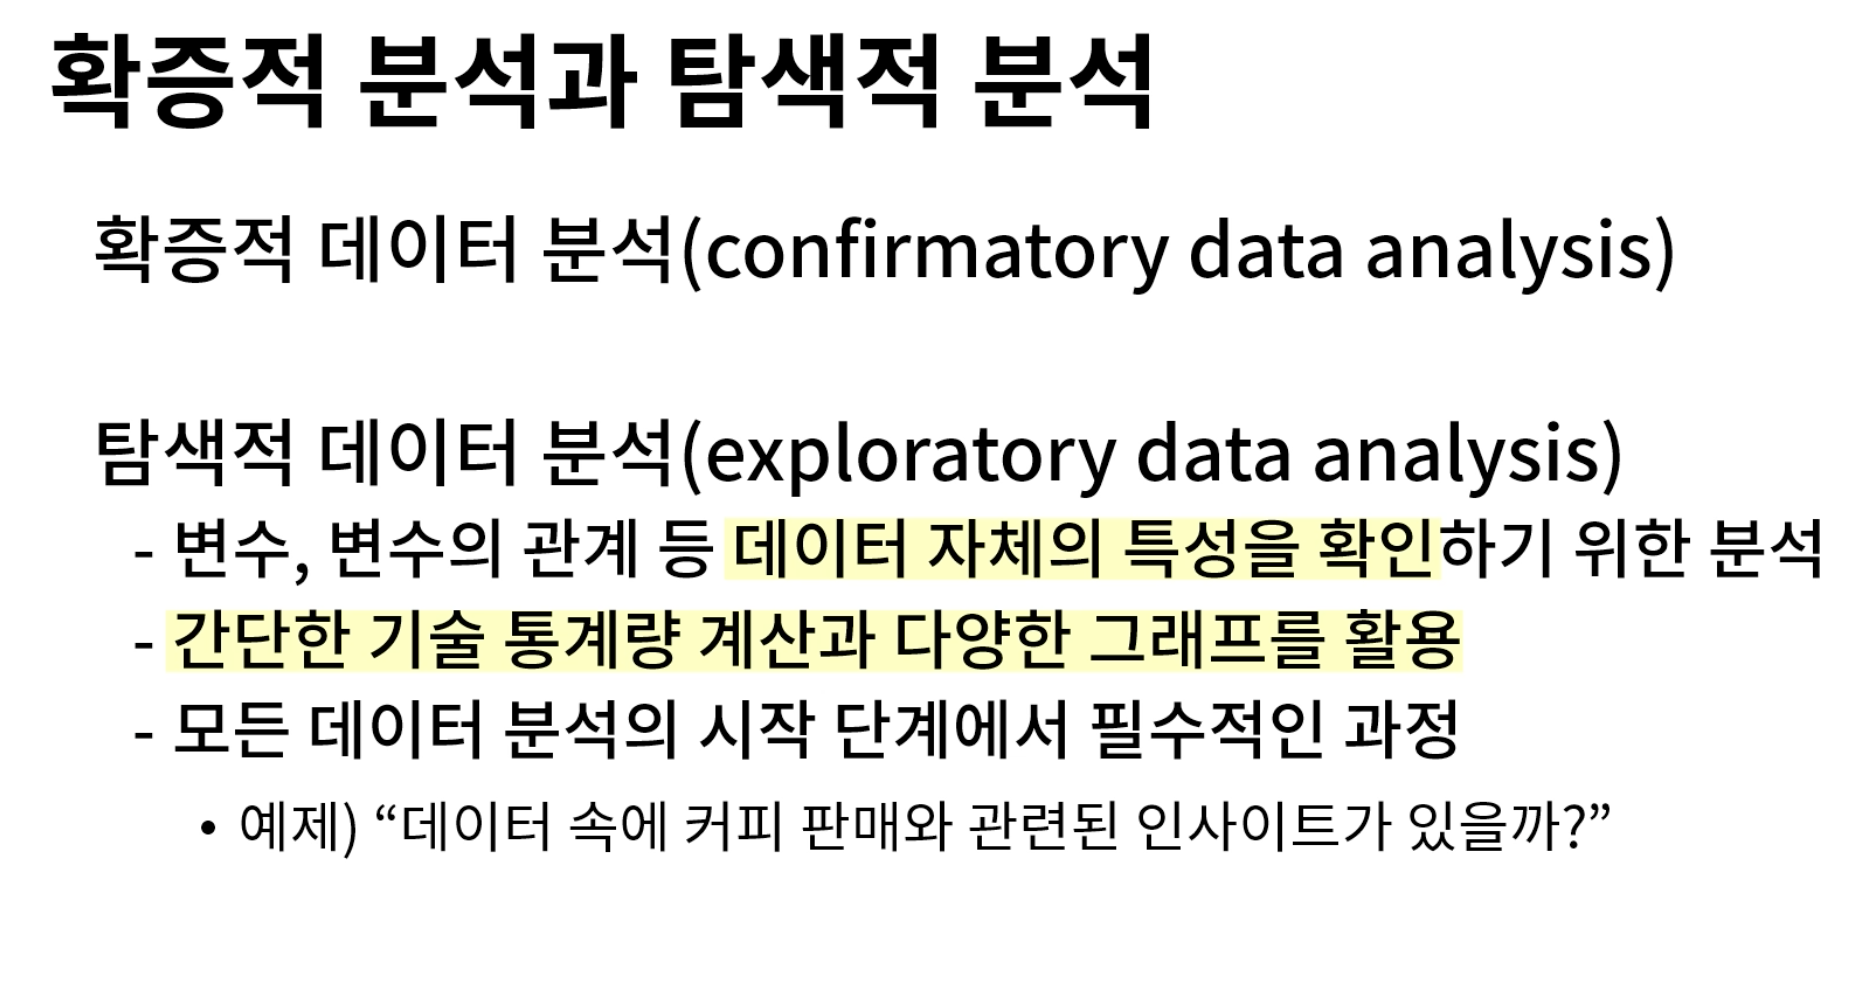 확증적 분석과 탐색적 분석
확증적 데이터 분석(confirmatory data analysis)
탐색적 데이터 분석(exploratory data analysis)
- 변수, 변수의 관계 등 데이터 자체의 특성을 확인하기 위한 분석
- 간단한 기술 통계량 계산과 다양한 그래프를 활용
- 모든 데이터 분석의 시작 단계에서 필수적인 과정
• 예제) “데이터 속에 커피 판매와 관련된 인사이트가 있을까?”